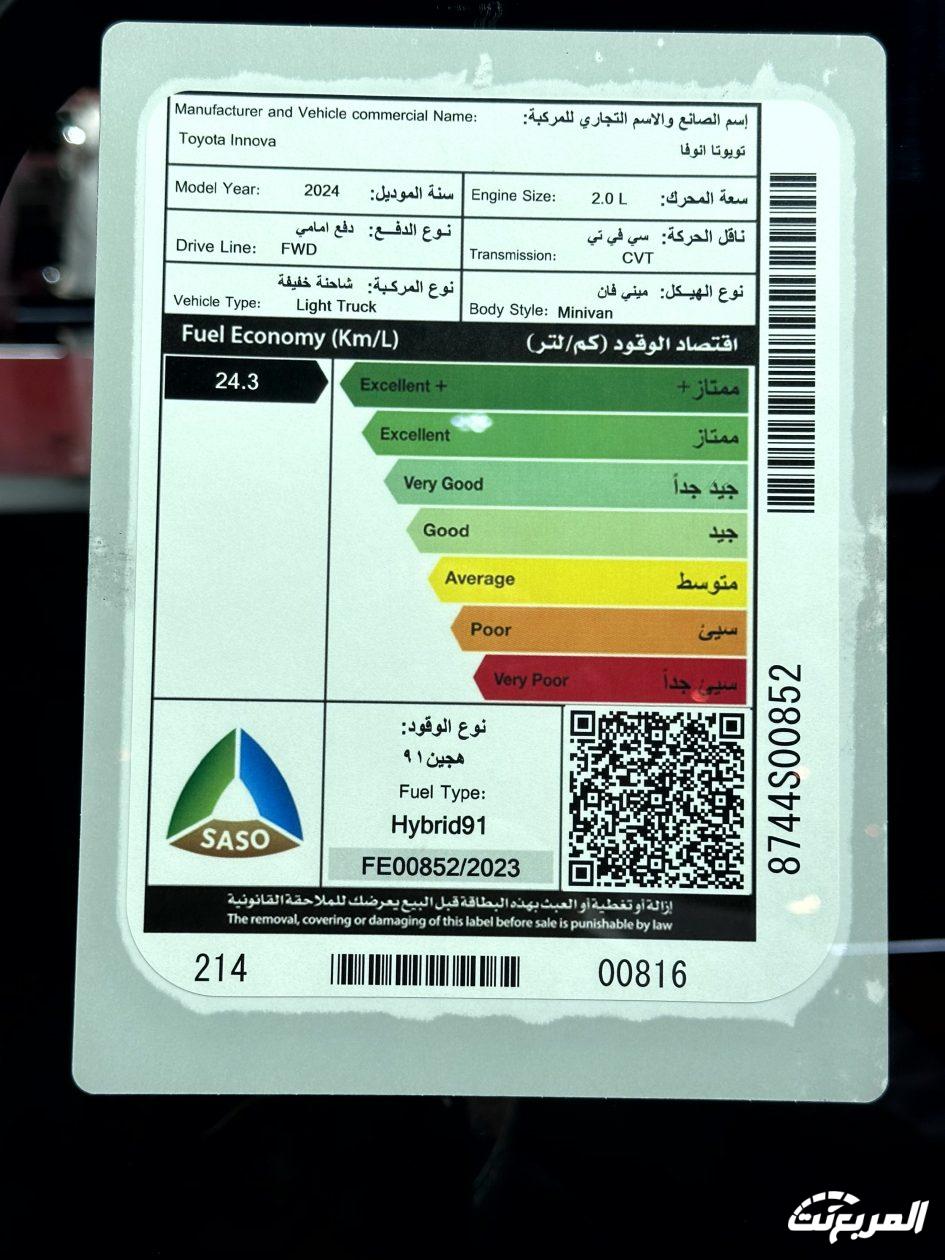 Manufacturer and Vehicle commercial Name: إسم الصانع والاسم التجاري للمركبة:
Toyota Innova تويوتا انوفا
Model Year: 2024 سنة الموديل:
Engine Size: 2.0 L سعة المحرك:
نوع الدفع: دفع امامي
Drive Line: FWD
ناقل الحركة: سي في تي
Transmission: CVT
نوع المركبة: شاحنة خفيفة
Vehicle Type: Light Truck
نوع الهيكل: ميني فان
Body Style: Minivan
Fuel Economy (Km/L) اقتصاد الوقود (كم/لتر)
24.3
Excellent + ممتاز+
Excellent ممتاز
Very Good جيد جداً
Good جيد
Average متوسط
Poor سيئ
Very Poor سيئ جداً
SASO
نوع الوقود:
هجين ٩١
Fuel Type:
Hybrid91
FE00852/2023
8744S00852
إزالة أو تغطية أو العبث بهذه البطاقة قبل البيع يعرضك للملاحقة القانونية
The removal, covering or damaging of this label before sale is punishable by law
214 00816
المربع نت